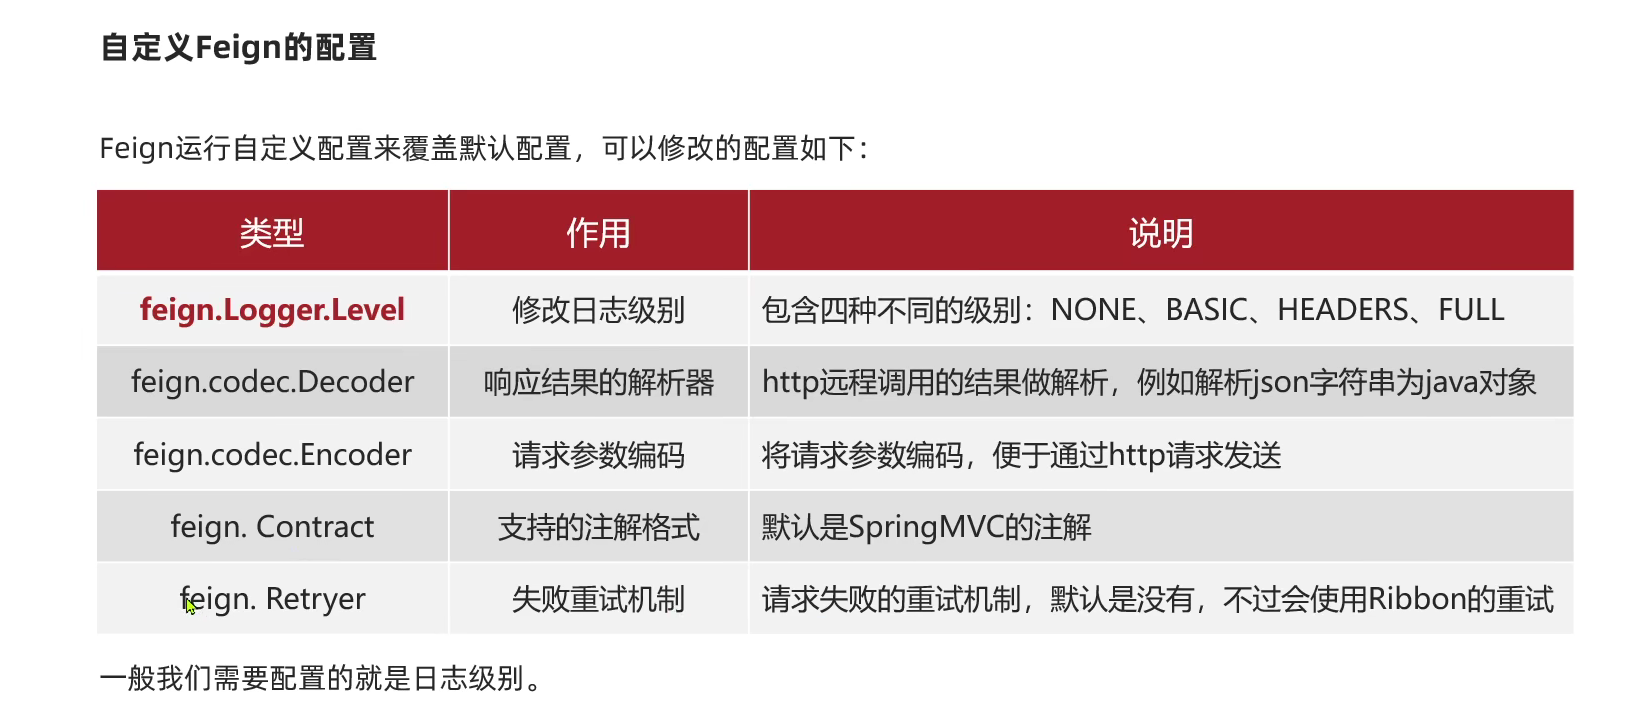 自定义Feign的配置
Feign运行自定义配置来覆盖默认配置，可以修改的配置如下：
类型 作用 说明
feign.Logger.Level 修改日志级别 包含四种不同的级别：NONE、BASIC、HEADERS、FULL
feign.codec.Decoder 响应结果的解析器 http远程调用的结果做解析，例如解析json字符串为java对象
feign.codec.Encoder 请求参数编码 将请求参数编码，便于通过http请求发送
feign. Contract 支持的注解格式 默认是SpringMVC的注解
feign. Retryer 失败重试机制 请求失败的重试机制，默认是没有，不过会使用Ribbon的重试
一般我们需要配置的就是日志级别。